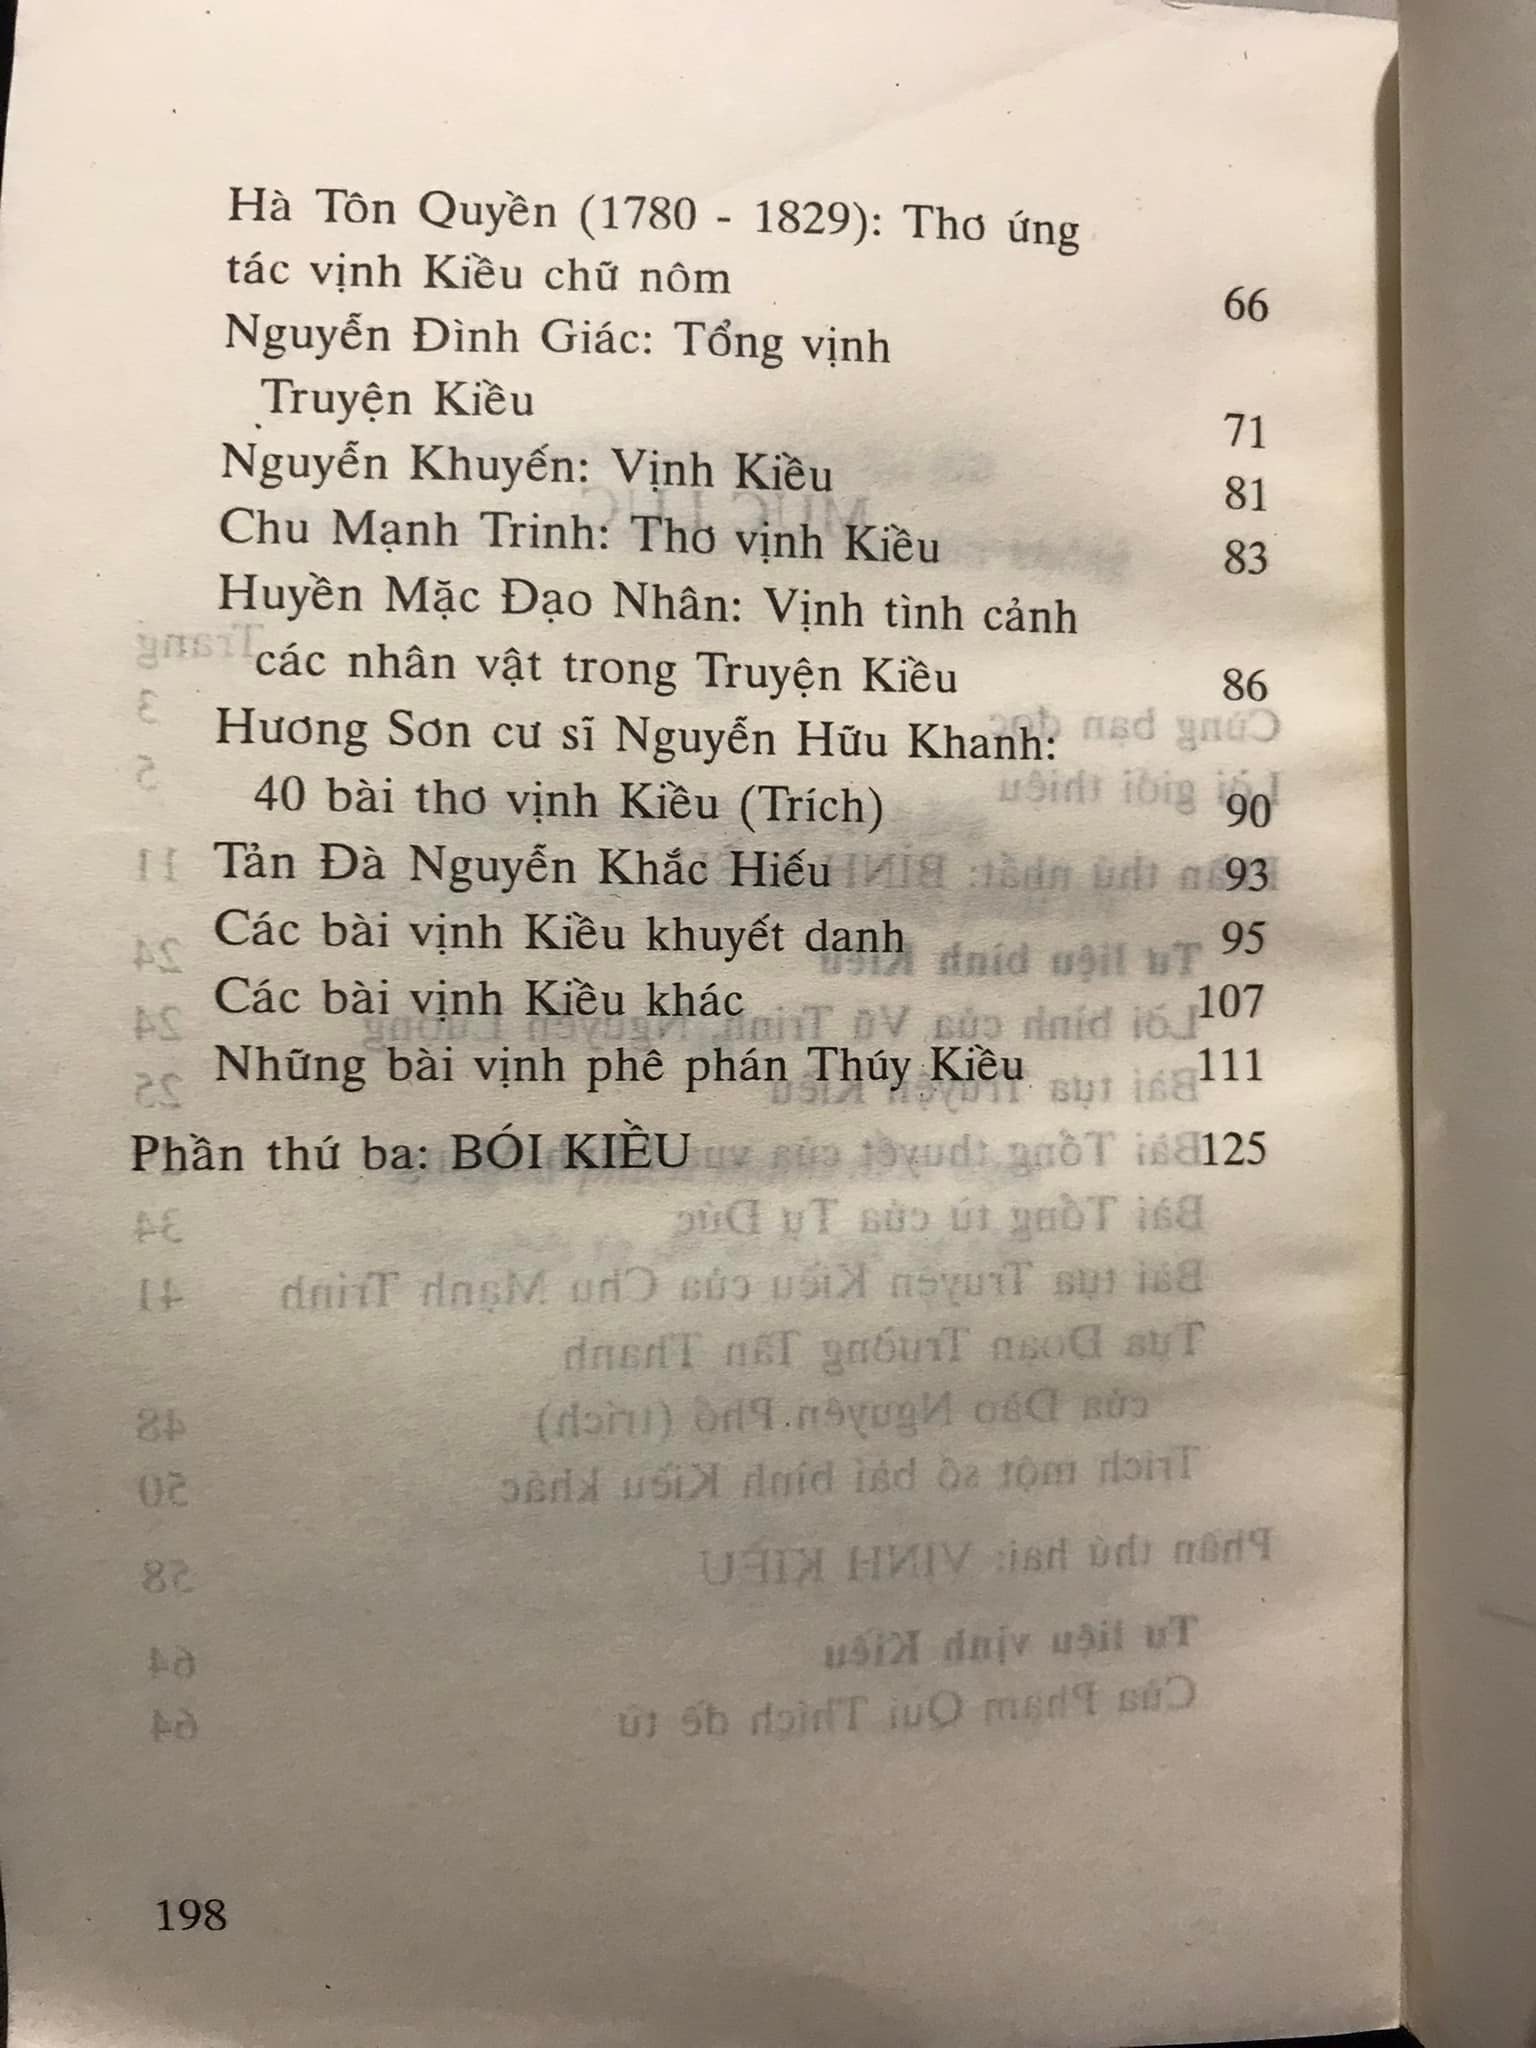 Hà Tôn Quyền (1780 - 1829): Thơ ứng
tác vịnh Kiều chữ nôm 66
Nguyễn Đình Giác: Tổng vịnh
Truyện Kiều 71
Nguyễn Khuyến: Vịnh Kiều 81
Chu Mạnh Trinh: Thơ vịnh Kiều 83
Huyền Mặc Đạo Nhân: Vịnh tình cảnh
các nhân vật trong Truyện Kiều 86
Hương Sơn cư sĩ Nguyễn Hữu Khanh:
40 bài thơ vịnh Kiều (Trích) 90
Tản Đà Nguyễn Khắc Hiếu 93
Các bài vịnh Kiều khuyết danh 95
Các bài vịnh Kiều khác 107
Những bài vịnh phê phán Thúy Kiều 111
Phần thứ ba: BÓI KIỀU 125
198